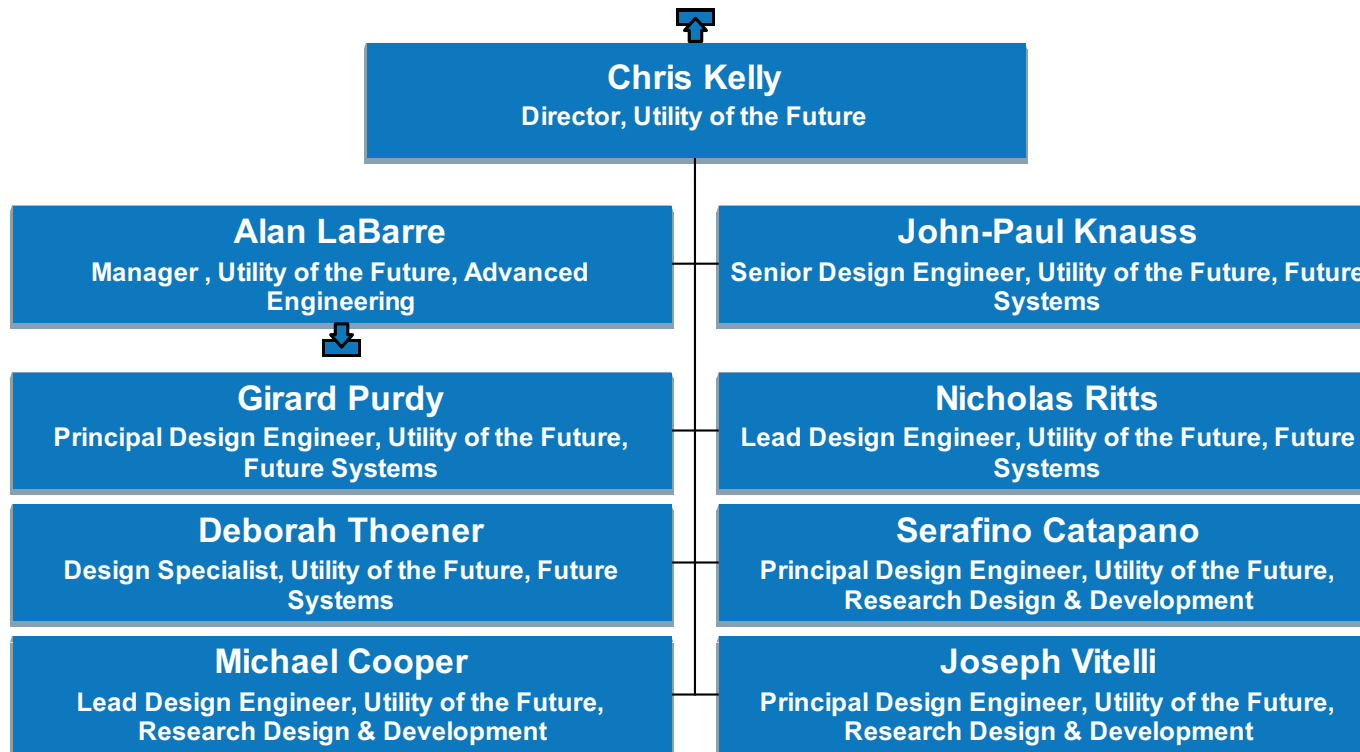 Chris Kelly
Director, Utility of the Future
Alan LaBarre
Manager , Utility of the Future, Advanced
Engineering
John-Paul Knauss
Senior Design Engineer, Utility of the Future, Future
Systems
Girard Purdy
Principal Design Engineer, Utility of the Future,
Future Systems
Nicholas Ritts
Lead Design Engineer, Utility of the Future, Future
Systems
Deborah Thoener
Design Specialist, Utility of the Future, Future
Systems
Serafino Catapano
Principal Design Engineer, Utility of the Future,
Research Design & Development
Michael Cooper
Lead Design Engineer, Utility of the Future,
Research Design & Development
Joseph Vitelli
Principal Design Engineer, Utility of the Future,
Research Design & Development